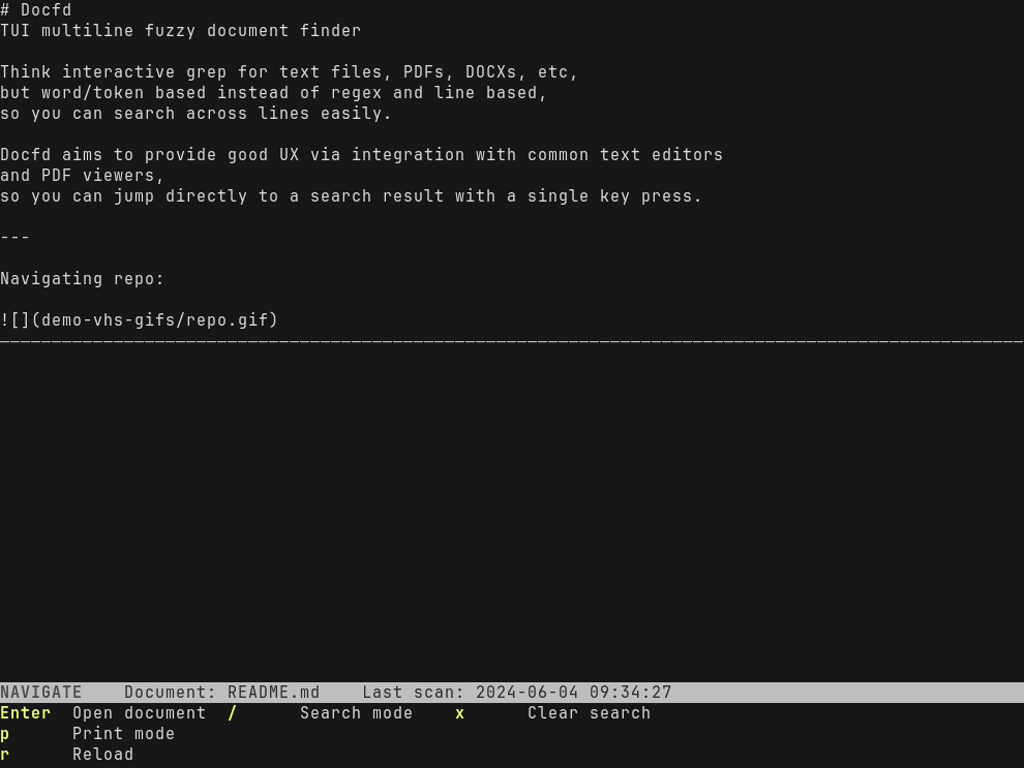 # Docfd
TUI multiline fuzzy document finder
Think interactive grep for text files, PDFs, DOCXs, etc,
but word/token based instead of regex and line based,
so you can search across lines easily.
Docfd aims to provide good UX via integration with common text editors
and PDF viewers,
so you can jump directly to a search result with a single key press.
---
Navigating repo:
![](demo-vhs-gifs/repo.gif)
NAVIGATE    Document: README.md    Last scan: 2024-06-04 09:34:27
Enter  Open document  /      Search mode    x      Clear search
p      Print mode
r      Reload